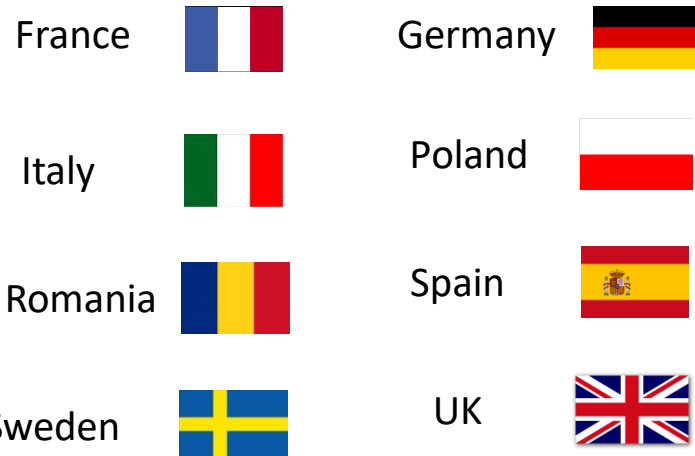 France
Germany
Italy
Poland
Romania
Spain
Sweden
UK